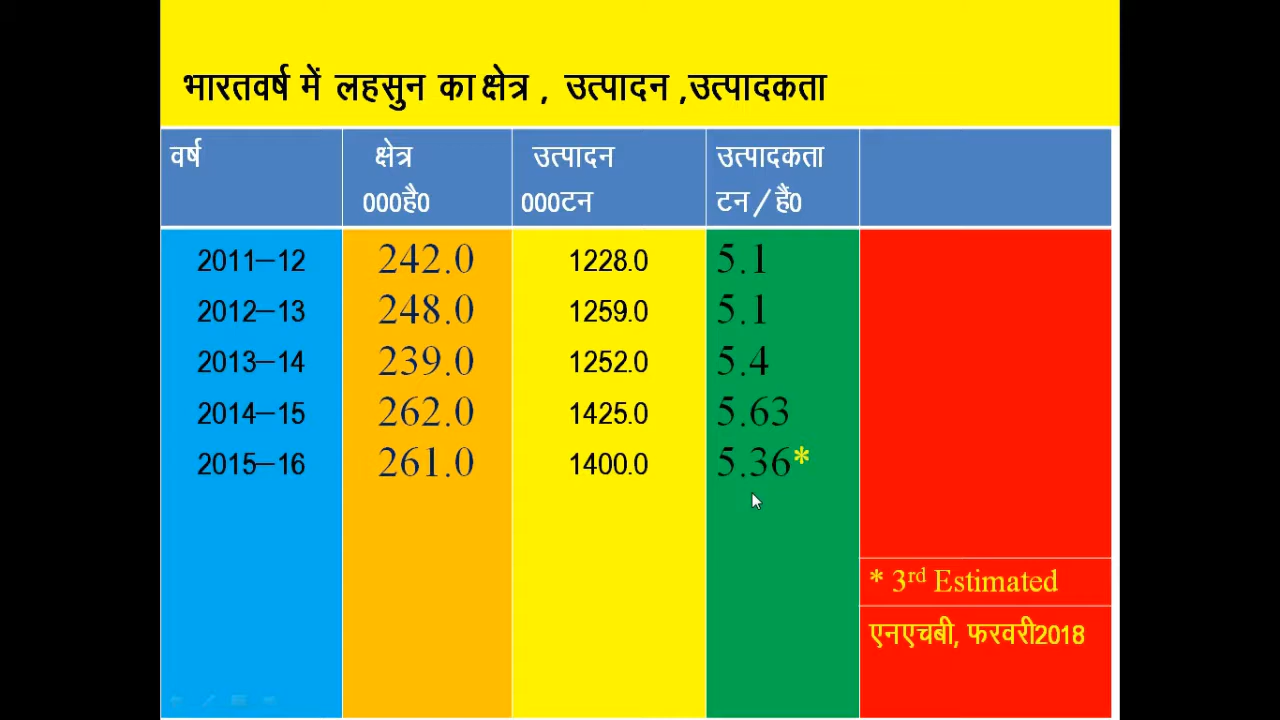 भारतवर्ष में लहसुन का क्षेत्र , उत्पादन ,उत्पादकता
वर्ष क्षेत्र उत्पादन उत्पादकता
000है0 000टन टन/हैं0
2011–12 242.0 1228.0 5.1
2012–13 248.0 1259.0 5.1
2013–14 239.0 1252.0 5.4
2014–15 262.0 1425.0 5.63
2015–16 261.0 1400.0 5.36*
* 3rd Estimated
एनएचबी, फरवरी2018